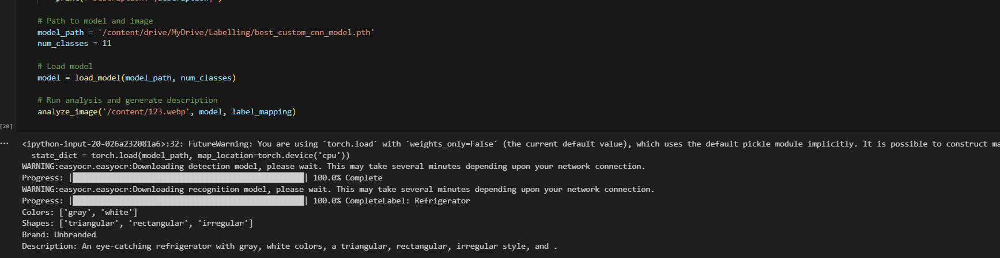 # Path to model and image
model_path = '/content/drive/MyDrive/Labelling/best_custom_cnn_model.pth'
num_classes = 11
# Load model
model = load_model(model_path, num_classes)
# Run analysis and generate description
analyze_image('/content/123.webp', model, label_mapping)
[20]
<ipython-input-20-026a232081a6>:32: FutureWarning: You are using `torch.load` with `weights_only=False` (the current default value), which uses the default pickle module implicitly. It is possible to construct ma
state_dict = torch.load(model_path, map_location=torch.device('cpu'))
WARNING:easyocr.easyocr:Downloading detection model, please wait. This may take several minutes depending upon your network connection.
Progress: |██████████████████████████████████████████████████| 100.0% Complete
WARNING:easyocr.easyocr:Downloading recognition model, please wait. This may take several minutes depending upon your network connection.
Progress: |██████████████████████████████████████████████████| 100.0% CompleteLabel: Refrigerator
Colors: ['gray', 'white']
Shapes: ['triangular', 'rectangular', 'irregular']
Brand: Unbranded
Description: An eye-catching refrigerator with gray, white colors, a triangular, rectangular, irregular style, and .